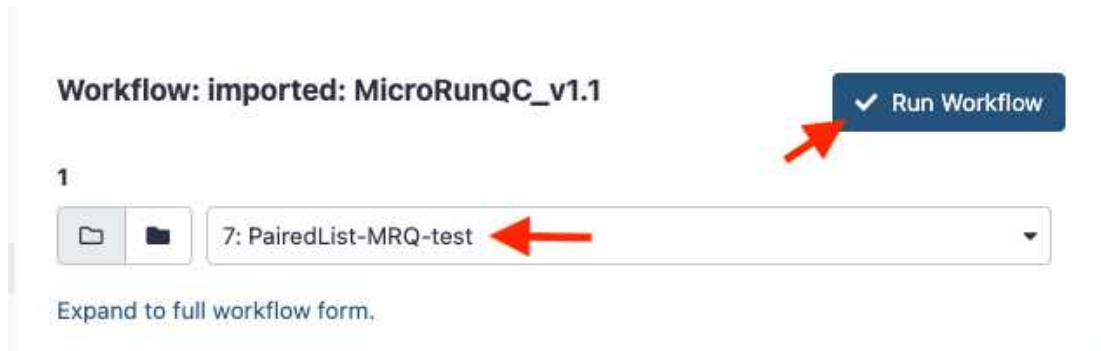 Workflow: imported: MicroRunQC_v1.1
Run Workflow
1
7: PairedList-MRQ-test
Expand to full workflow form.